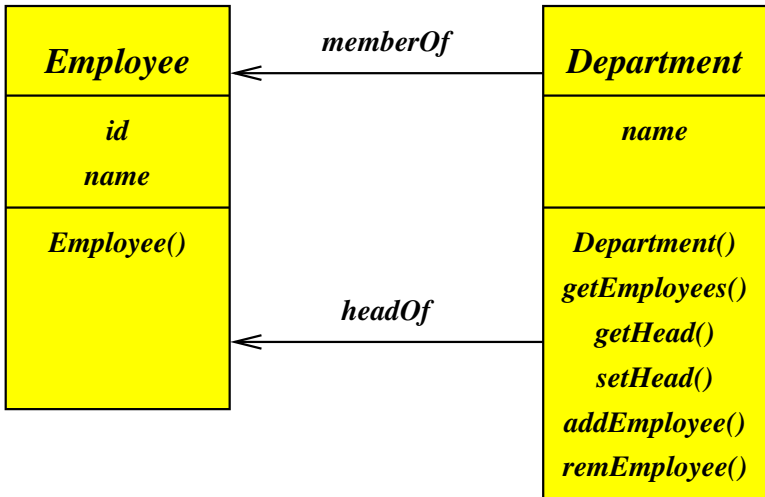 Employee
id
name
Employee()
memberOf
headOf
Department
name
Department()
getEmployees()
getHead()
setHead()
addEmployee()
remEmployee()